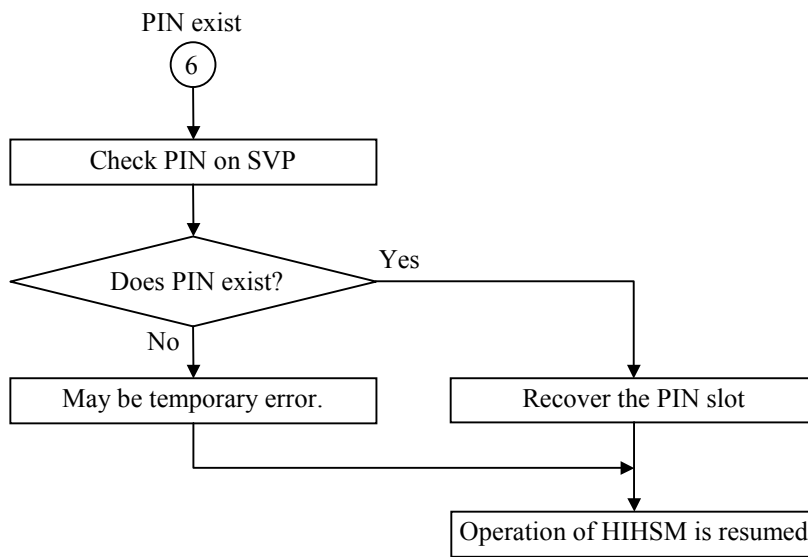 PIN exist
6
Check PIN on SVP
Does PIN exist?
Yes
No
May be temporary error.
Recover the PIN slot
Operation of HIHSM is resumed